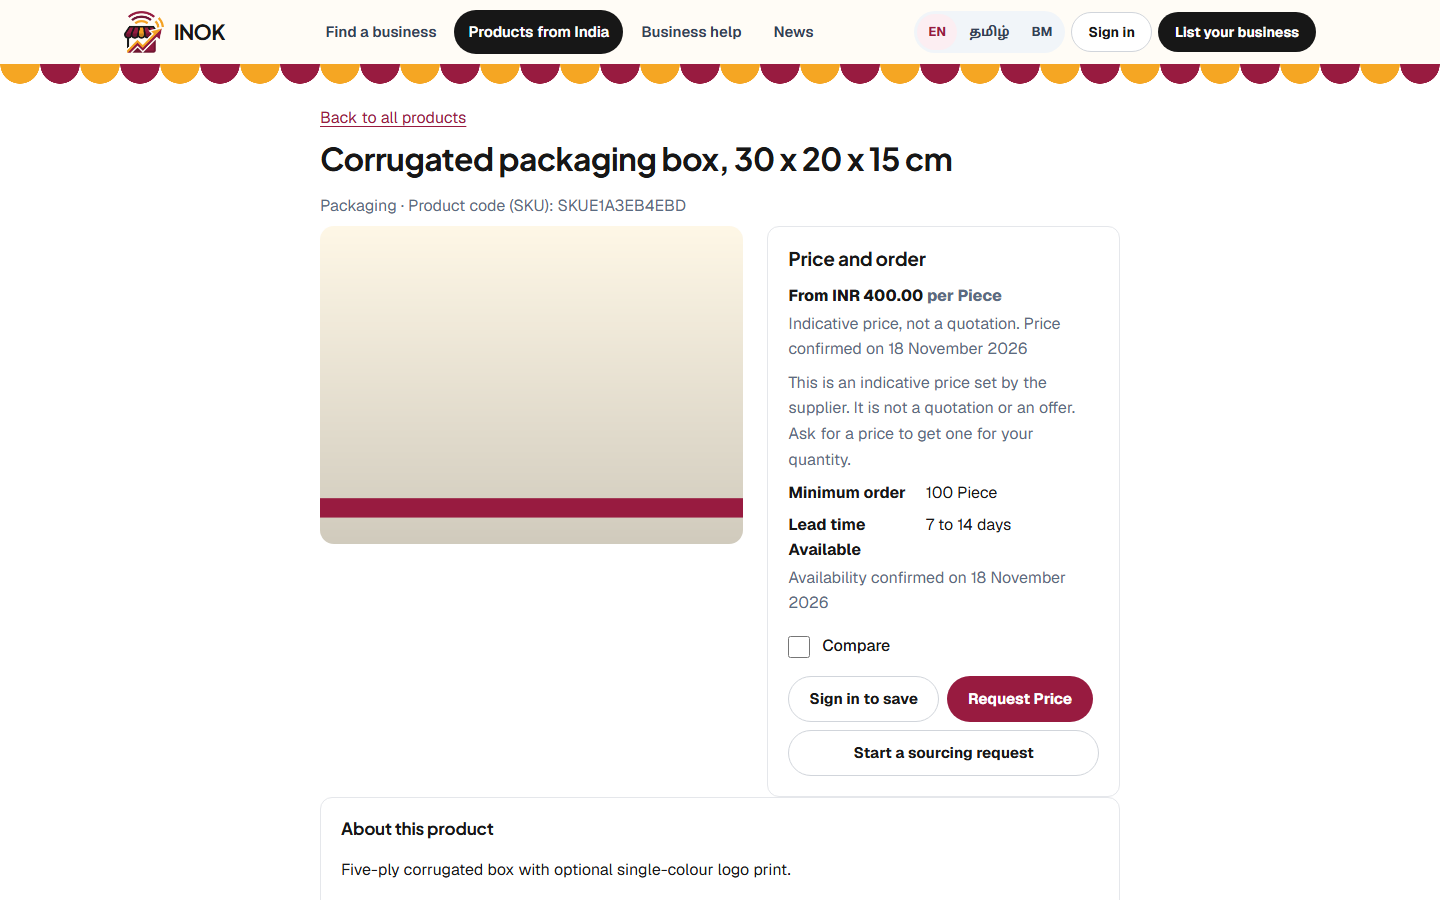 INOK
Find a business
Products from India
Business help
News
EN
தமிழ்
BM
Sign in
List your business
Back to all products
Corrugated packaging box, 30 x 20 x 15 cm
Packaging · Product code (SKU): SKUE1A3EB4EBD
Price and order
From INR 400.00 per Piece
Indicative price, not a quotation. Price
confirmed on 18 November 2026
This is an indicative price set by the
supplier. It is not a quotation or an offer.
Ask for a price to get one for your
quantity.
Minimum order 100 Piece
Lead time 7 to 14 days
Available
Availability confirmed on 18 November
2026
Compare
Sign in to save
Request Price
Start a sourcing request
About this product
Five-ply corrugated box with optional single-colour logo print.